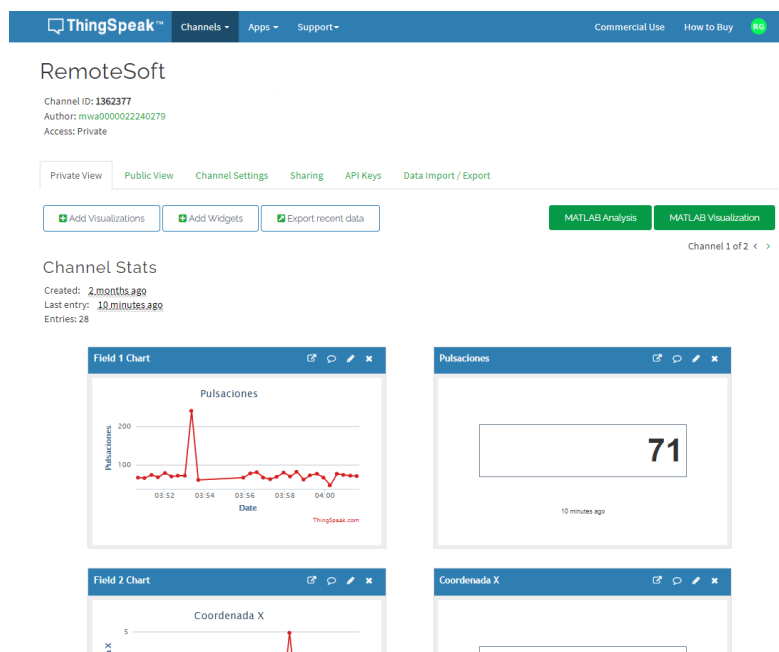 ThingSpeak™ Channels Apps Support Commercial Use How to Buy RG
RemoteSoft
Channel ID: 1362377
Author: mwa0000022240279
Access: Private
Private View Public View Channel Settings Sharing API Keys Data Import / Export
Add Visualizations Add Widgets Export recent data MATLAB Analysis MATLAB Visualization
Channel 1 of 2 < >
Channel Stats
Created: 2 months ago
Last entry: 10 minutes ago
Entries: 28
Field 1 Chart
Pulsaciones
Pulsaciones
200
100
03:52 03:54 03:56 03:58 04:00
Date
ThingSpeak.com
Pulsaciones
71
10 minutes ago
Field 2 Chart
Coordenada X
5
X
Coordenada X